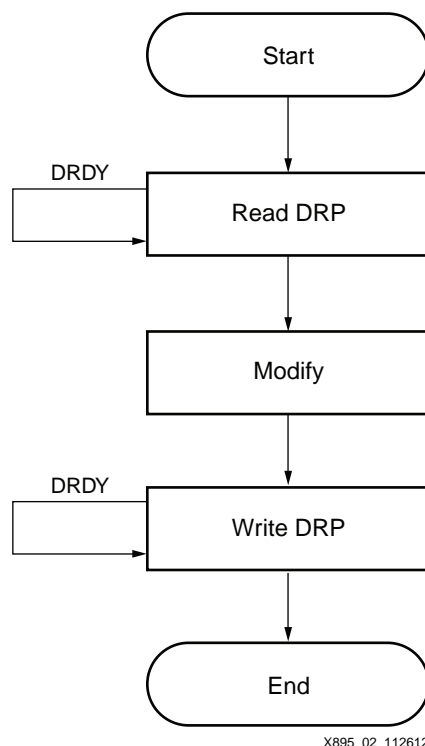 Start
DRDY
Read DRP
Modify
DRDY
Write DRP
End
X895_02_112612